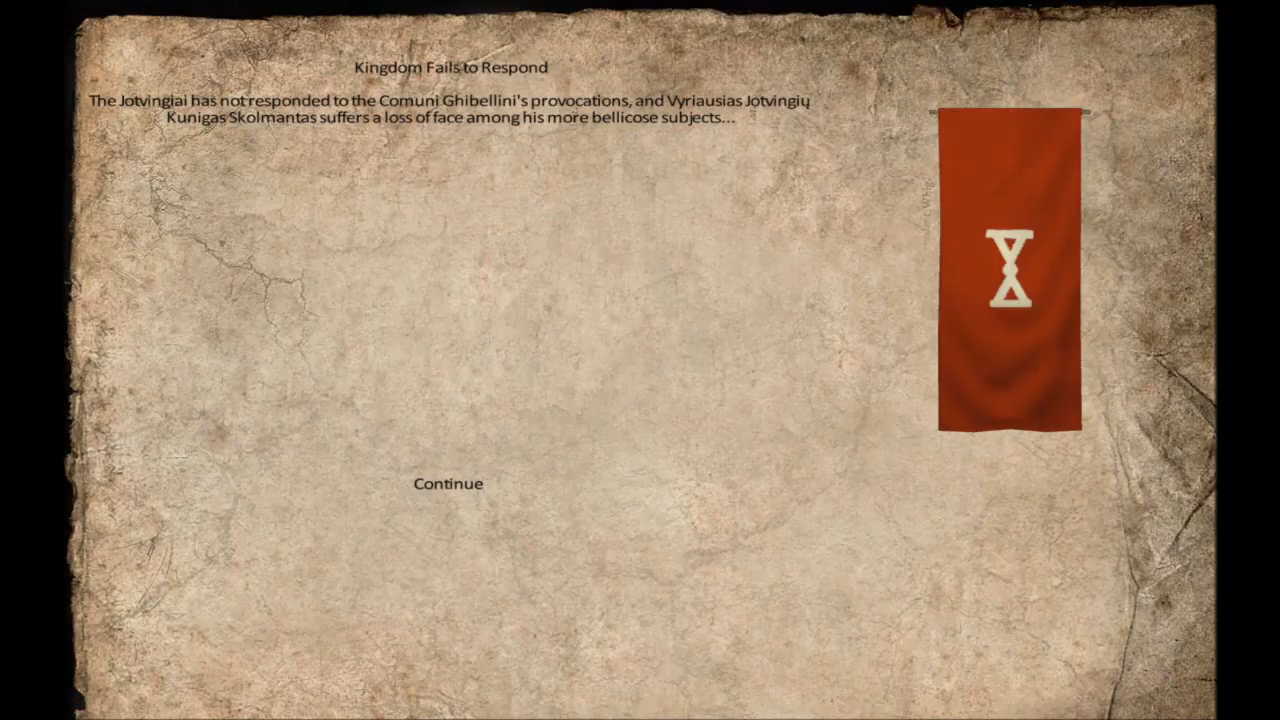 Kingdom Fails to Respond
The Jotvingiai has not responded to the Comuni Ghibellini's provocations, and Vyriausias Jotvingių
Kunigas Skolmantas suffers a loss of face among his more bellicose subjects...
Continue